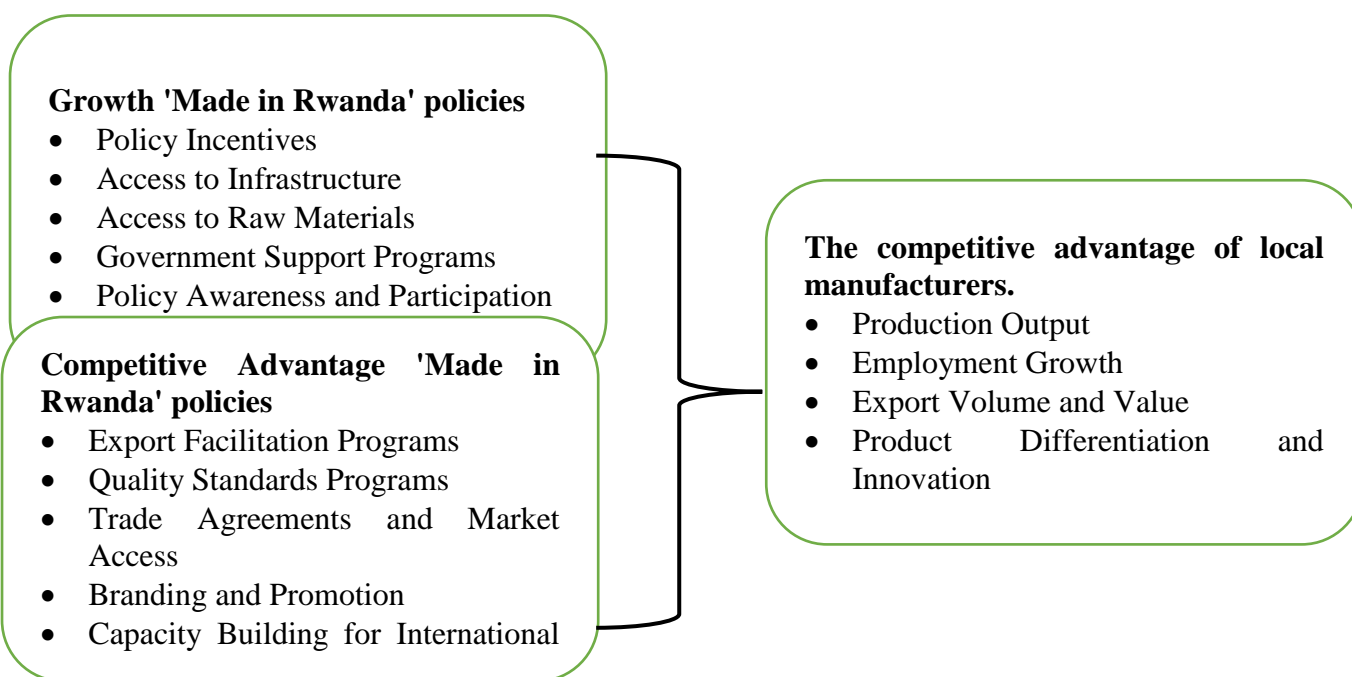 Growth 'Made in Rwanda' policies
• Policy Incentives
• Access to Infrastructure
• Access to Raw Materials
• Government Support Programs
• Policy Awareness and Participation
Competitive Advantage 'Made in
Rwanda' policies
• Export Facilitation Programs
• Quality Standards Programs
• Trade Agreements and Market
Access
• Branding and Promotion
• Capacity Building for International
The competitive advantage of local
manufacturers.
• Production Output
• Employment Growth
• Export Volume and Value
• Product Differentiation and
Innovation